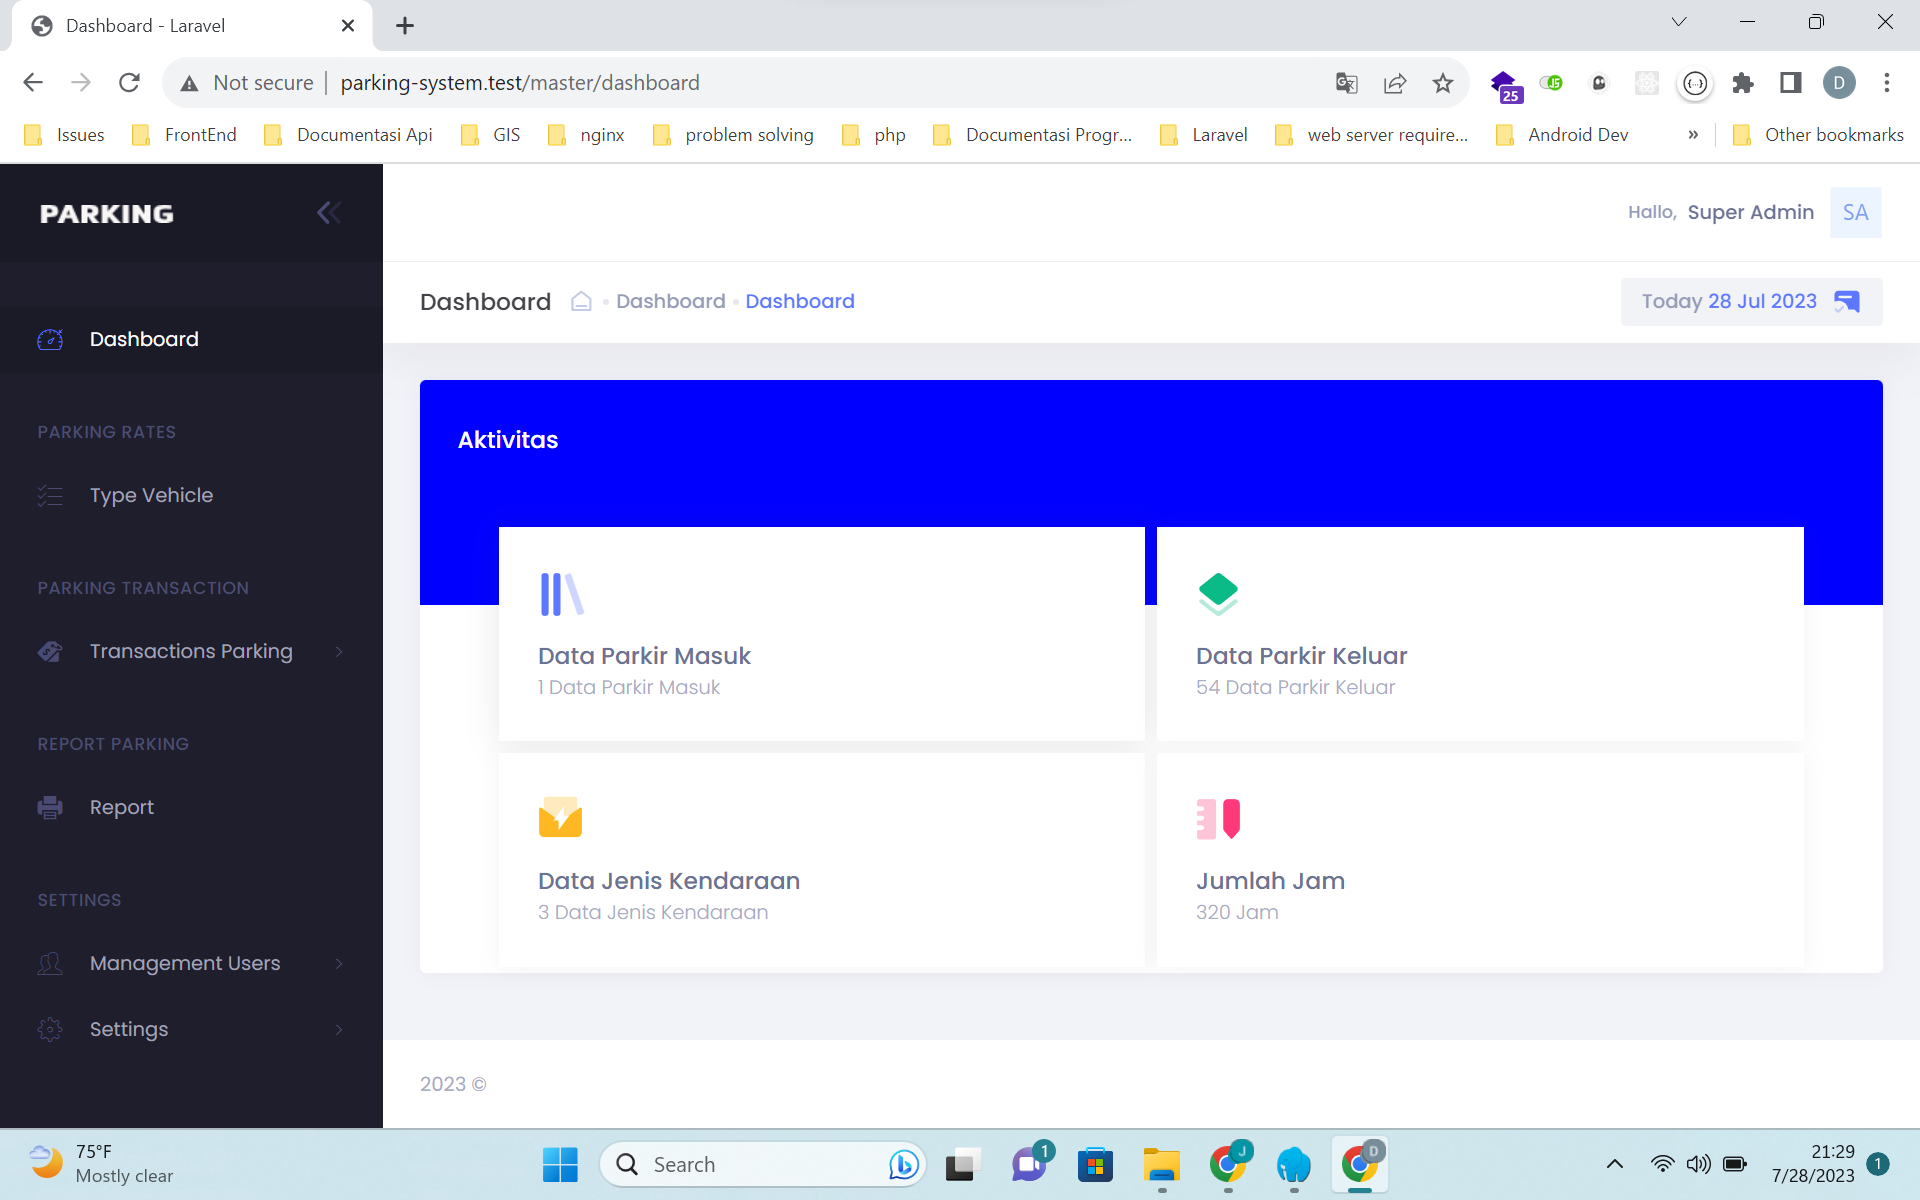 Dashboard - Laravel
Not secure
parking-system.test/master/dashboard
25
JS
{...}
D
Issues
FrontEnd
Documentasi Api
GIS
nginx
problem solving
php
Documentasi Progr...
Laravel
web server require...
Android Dev
»
Other bookmarks
PARKING
Hallo, Super Admin
SA
Dashboard
Dashboard
Dashboard
Today 28 Jul 2023
Dashboard
PARKING RATES
Type Vehicle
PARKING TRANSACTION
Transactions Parking
REPORT PARKING
Report
SETTINGS
Management Users
Settings
Aktivitas
Data Parkir Masuk
1 Data Parkir Masuk
Data Parkir Keluar
54 Data Parkir Keluar
Data Jenis Kendaraan
3 Data Jenis Kendaraan
Jumlah Jam
320 Jam
2023 ©
75°F
Mostly clear
Search
1
J
D
21:29
7/28/2023
1